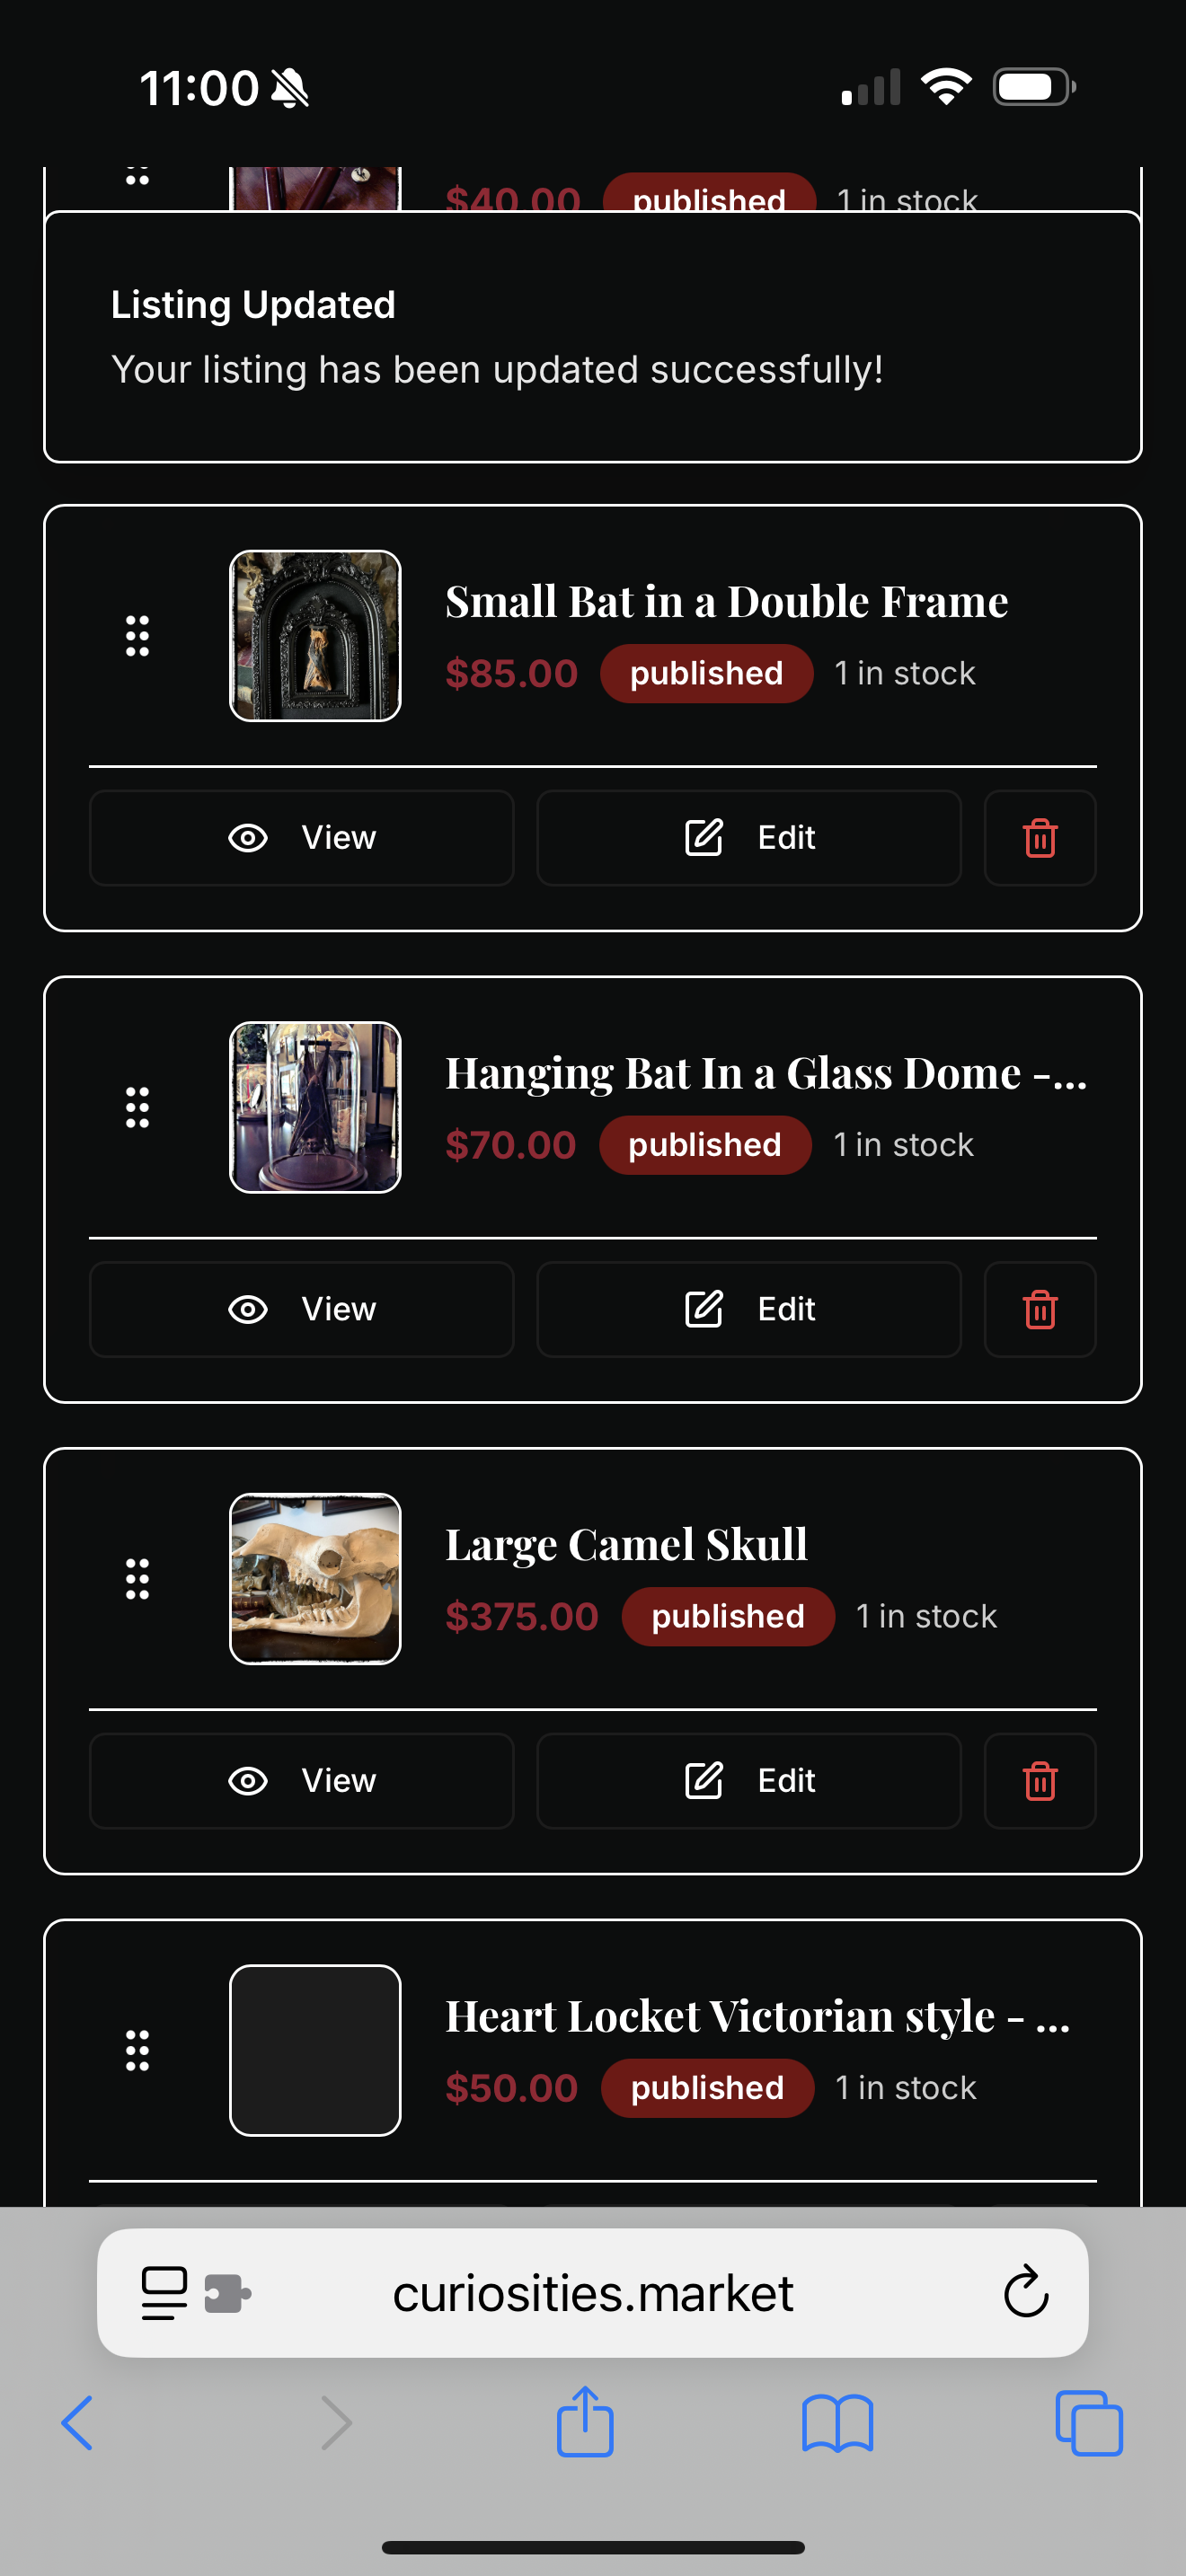 11:00
$40.00 published 1 in stock
Listing Updated
Your listing has been updated successfully!
Small Bat in a Double Frame
$85.00 published 1 in stock
View Edit
Hanging Bat In a Glass Dome -...
$70.00 published 1 in stock
View Edit
Large Camel Skull
$375.00 published 1 in stock
View Edit
Heart Locket Victorian style - ...
$50.00 published 1 in stock
curiosities.market